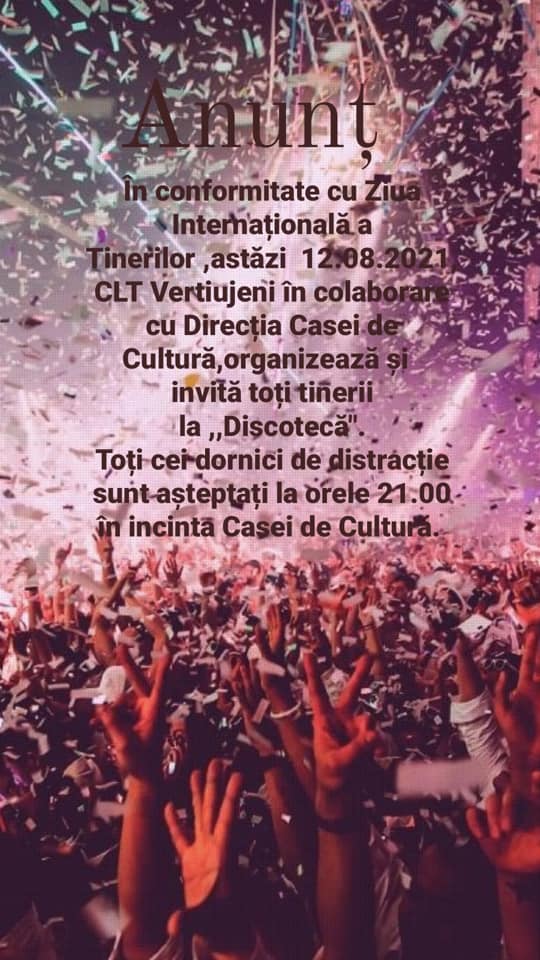 Anunț
În conformitate cu Ziua
Internațională a
Tinerilor ,astăzi 12.08.2021
CLT Vertiujeni în colaborare
cu Direcția Casei de
Cultură,organizează și
invită toți tinerii
la ,,Discotecă".
Toți cei dornici de distracție
sunt așteptați la orele 21.00
în incinta Casei de Cultură.